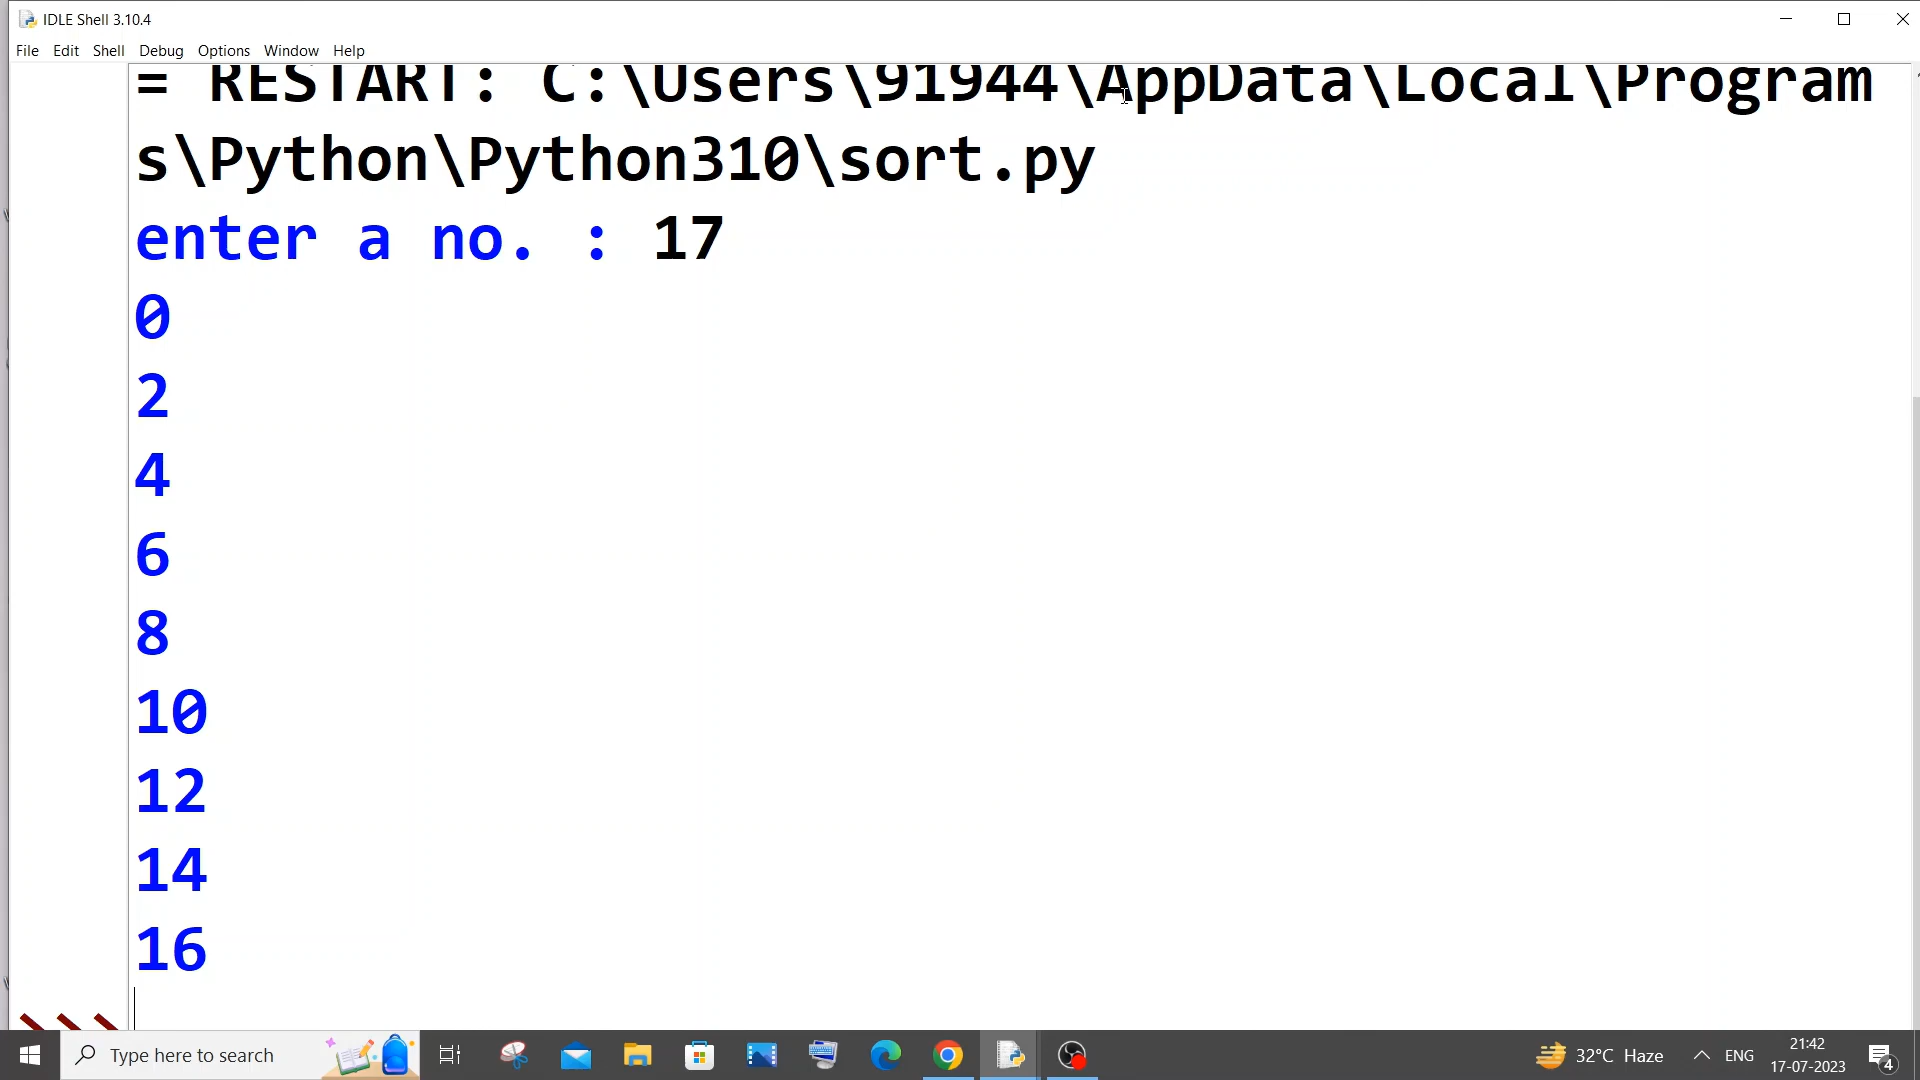 IDLE Shell 3.10.4
File Edit Shell Debug Options Window Help
= RESTART: C:\Users\91944\AppData\Local\Program
s\Python\Python310\sort.py
enter a no. : 17
0
2
4
6
8
10
12
14
16
>>>
Type here to search
32°C Haze
ENG
21:42
17-07-2023
4